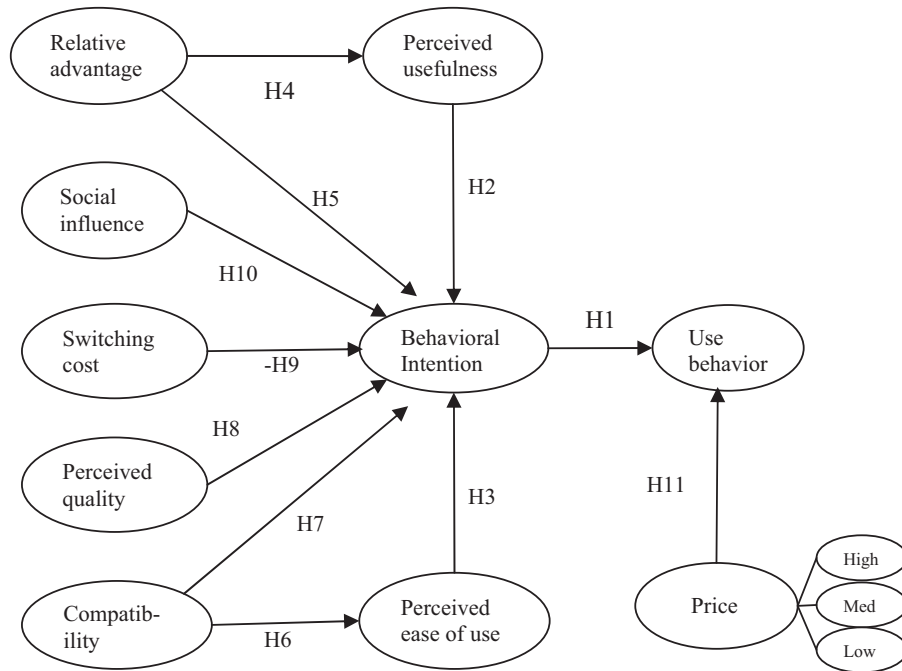 Relative
advantage
Perceived
usefulness
H4
H5
H2
Social
influence
H10
Switching
cost
-H9
Behavioral
Intention
H1
Use
behavior
H8
Perceived
quality
H7
H3
H11
Compatib-
ility
H6
Perceived
ease of use
Price
High
Med
Low